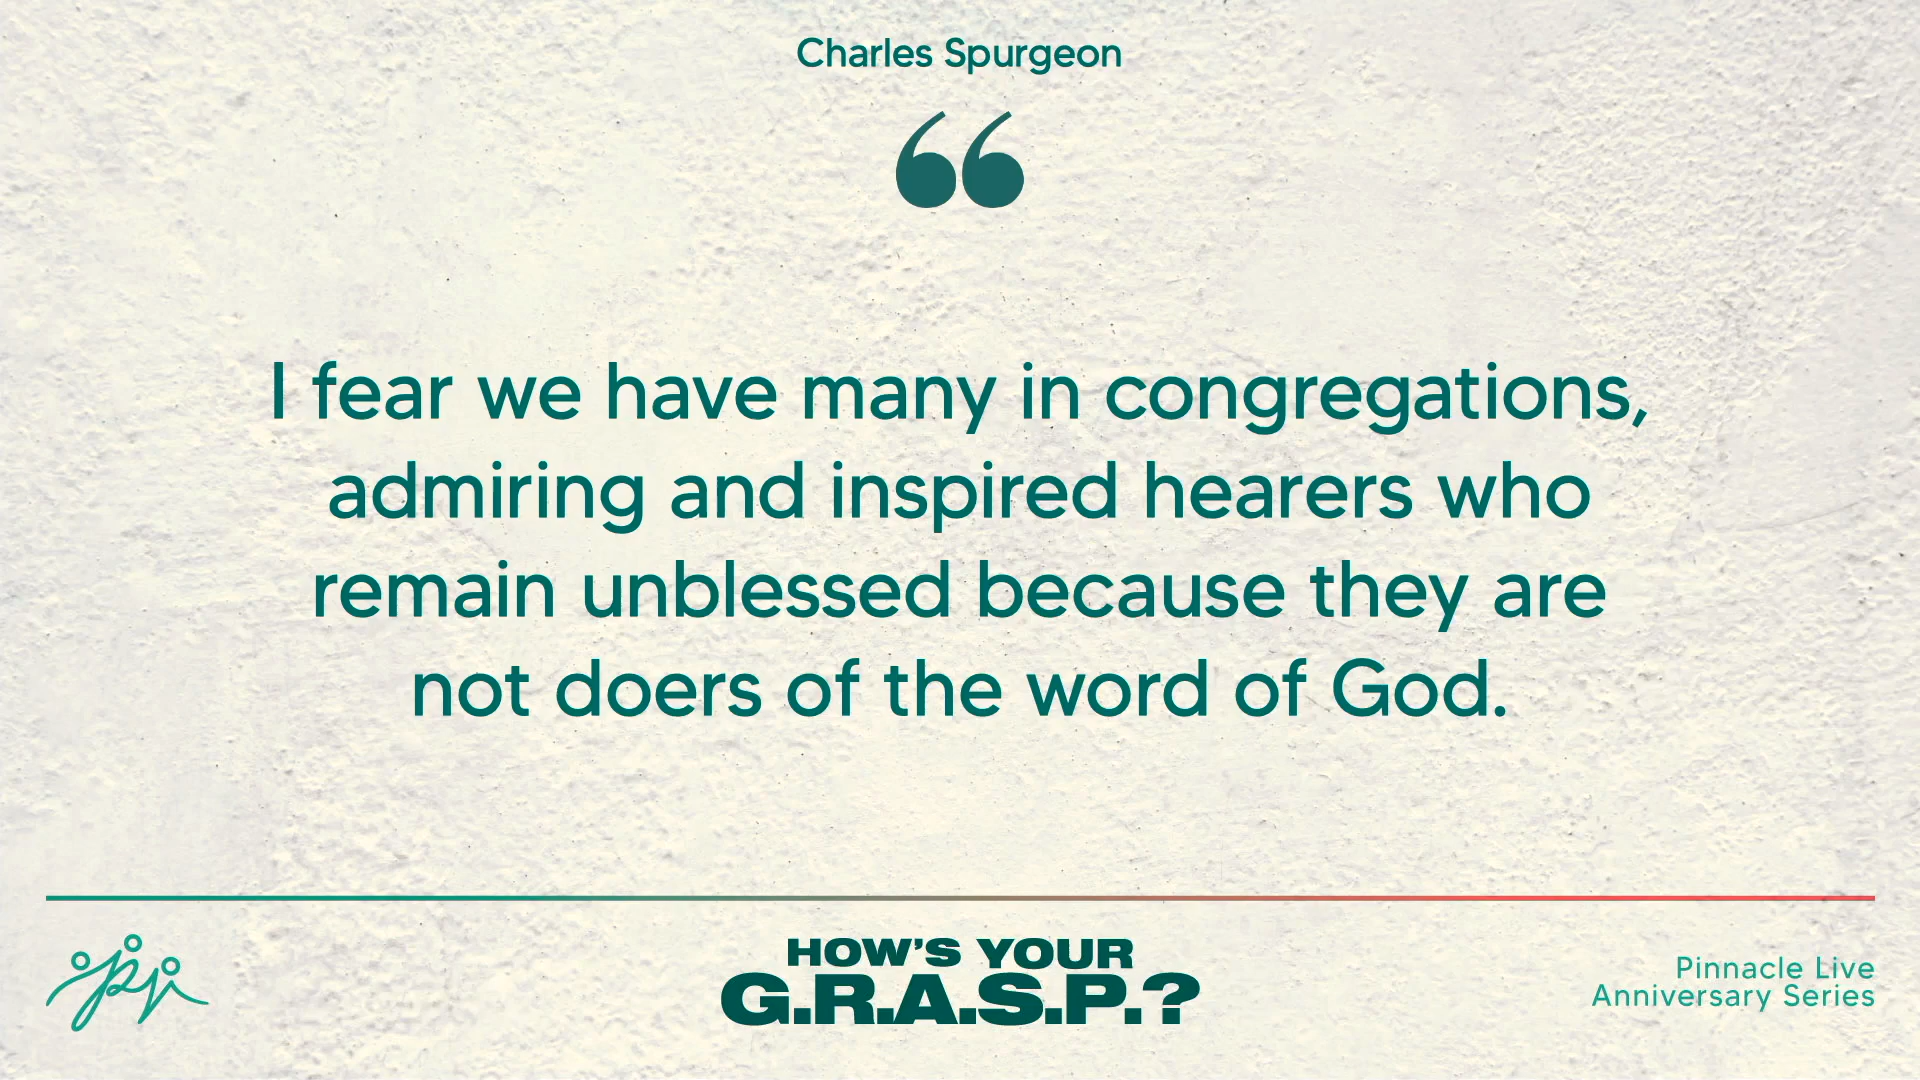 Charles Spurgeon
“
I fear we have many in congregations,
admiring and inspired hearers who
remain unblessed because they are
not doers of the word of God.
HOW'S YOUR
G.R.A.S.P.?
Pinnacle Live
Anniversary Series